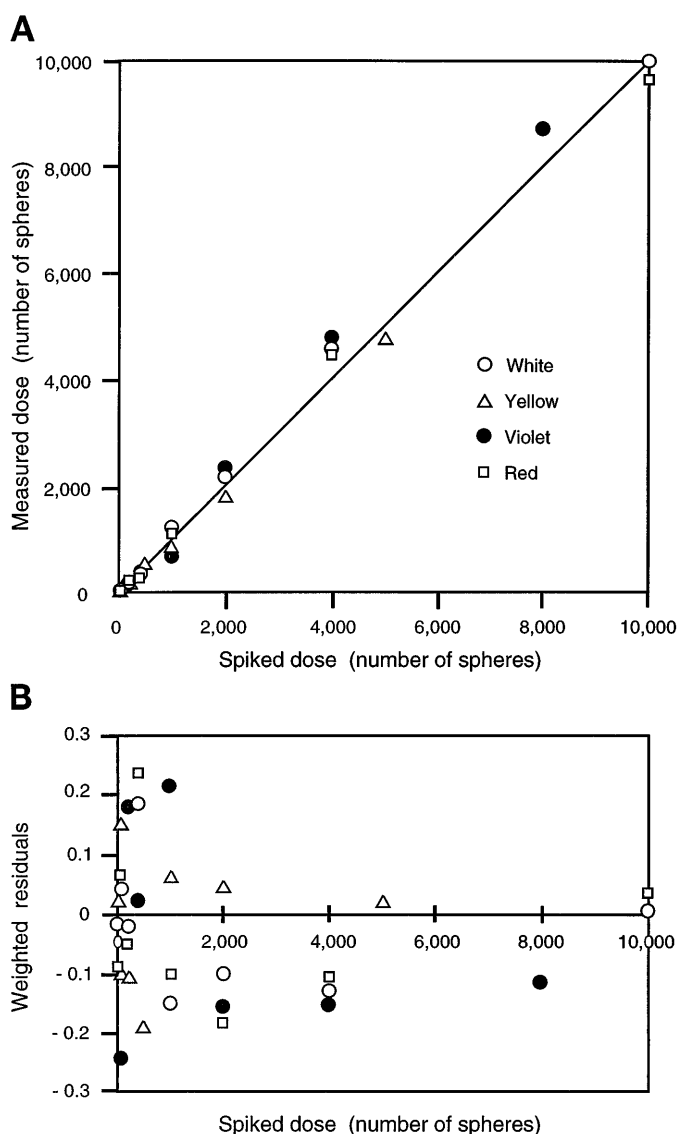 A
10,000
8,000
6,000
4,000
2,000
0
Measured dose (number of spheres)
White
Yellow
Violet
Red
0 2,000 4,000 6,000 8,000 10,000
Spiked dose (number of spheres)
B
0.3
0.2
0.1
0
- 0.1
- 0.2
- 0.3
Weighted residuals
2,000 4,000 6,000 8,000 10,000
Spiked dose (number of spheres)